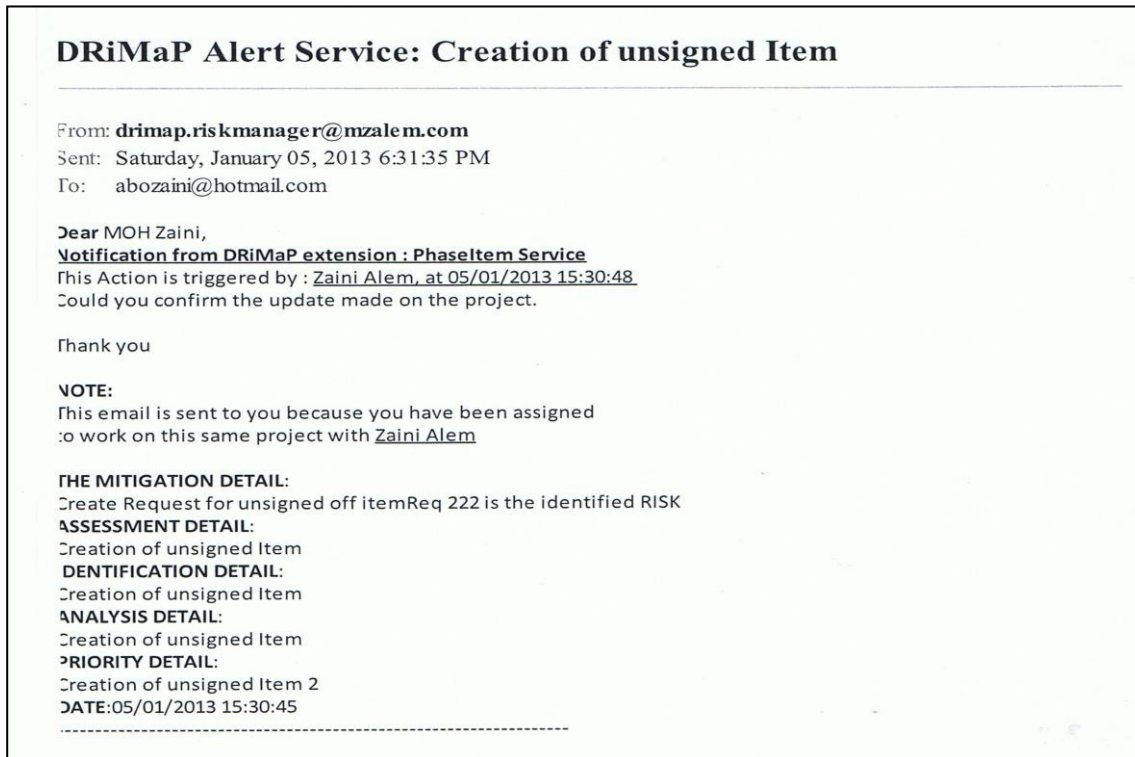 DRiMaP Alert Service: Creation of unsigned Item
From: drimap.riskmanager@mzalem.com
Sent: Saturday, January 05, 2013 6:31:35 PM
To: abozaini@hotmail.com
Dear MOH Zaini,
Notification from DRiMaP extension : PhaseItem Service
This Action is triggered by : Zaini Alem, at 05/01/2013 15:30:48
Could you confirm the update made on the project.
Thank you
NOTE:
This email is sent to you because you have been assigned
to work on this same project with Zaini Alem
THE MITIGATION DETAIL:
Create Request for unsigned off itemReq 222 is the identified RISK
ASSESSMENT DETAIL:
Creation of unsigned Item
IDENTIFICATION DETAIL:
Creation of unsigned Item
ANALYSIS DETAIL:
Creation of unsigned Item
PRIORITY DETAIL:
Creation of unsigned Item 2
DATE:05/01/2013 15:30:45
------------------------------------------------------------------